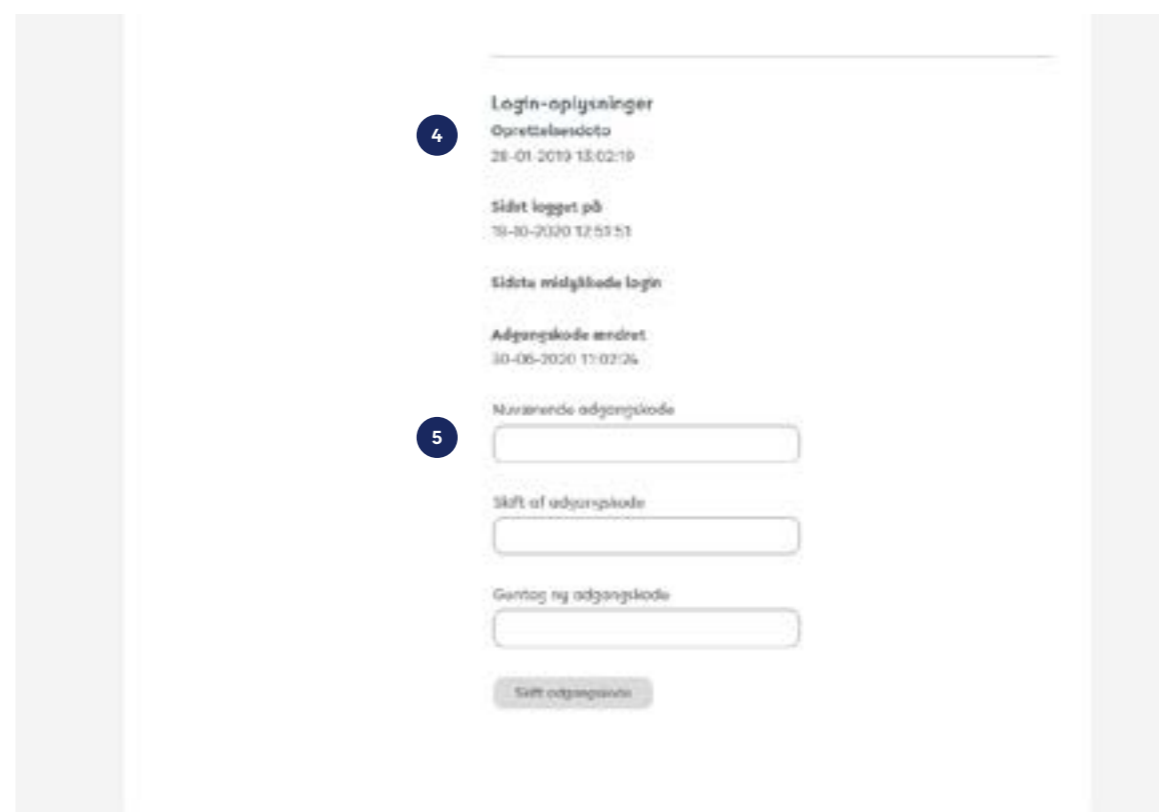 Login-oplysninger
4
Oprettelsesdato
28-01-2019 13:02:19
Sidst logget på
19-10-2020 12:51:51
Sidste mislykkede login
Adgangskode ændret
30-06-2020 11:02:24
Nuværende adgangskode
5
Skift af adgangskode
Gentag ny adgangskode
Skift adgangskode